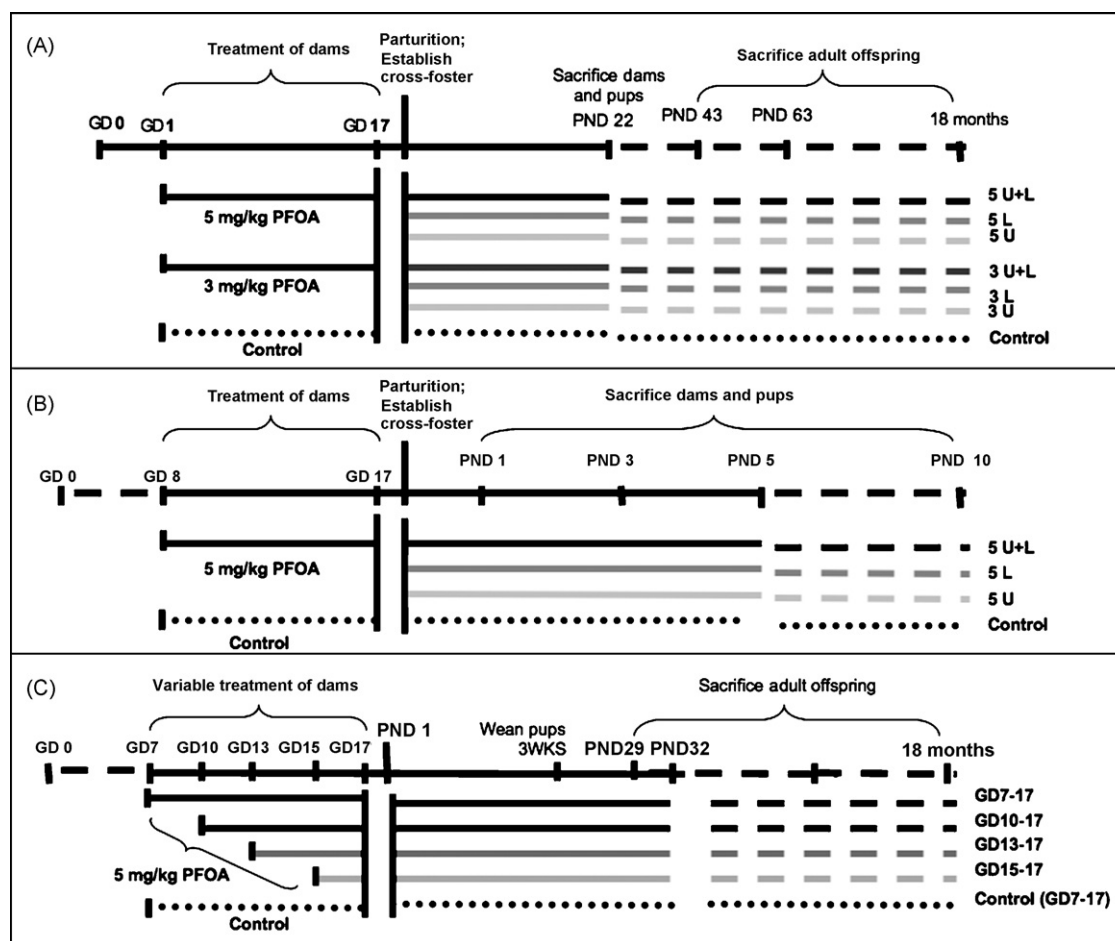 (A)
Treatment of dams
Parturition;
Establish
cross-foster
Sacrifice dams
and pups
Sacrifice adult offspring
GD 0
GD 1
GD 17
PND 22
PND 43
PND 63
18 months
5 mg/kg PFOA
5 U+L
5 L
5 U
3 mg/kg PFOA
3 U+L
3 L
3 U
Control
Control
(B)
Treatment of dams
Parturition;
Establish
cross-foster
Sacrifice dams and pups
GD 0
GD 8
GD 17
PND 1
PND 3
PND 5
PND 10
5 mg/kg PFOA
5 U+L
5 L
5 U
Control
Control
(C)
Variable treatment of dams
Sacrifice adult offspring
GD 0
GD7
GD10
GD13
GD15
GD17
PND 1
Wean pups
3WKS
PND29
PND32
18 months
GD7-17
GD10-17
GD13-17
5 mg/kg PFOA
GD15-17
Control
Control (GD7-17)